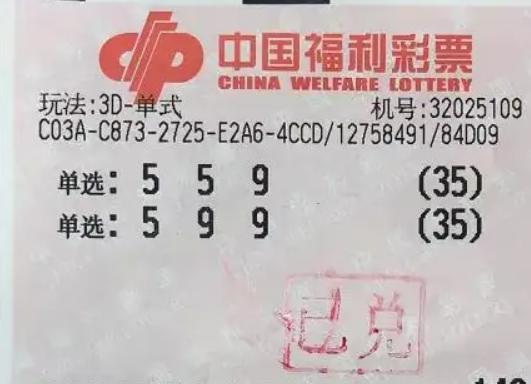 中国福利彩票
CHINA WELFARE LOTTERY
玩法:3D-单式 机号:32025109
C03A-C873-2725-E2A6-4CCD/12758491/84D09
单选: 5 5 9 (35)
单选: 5 9 9 (35)
已兑